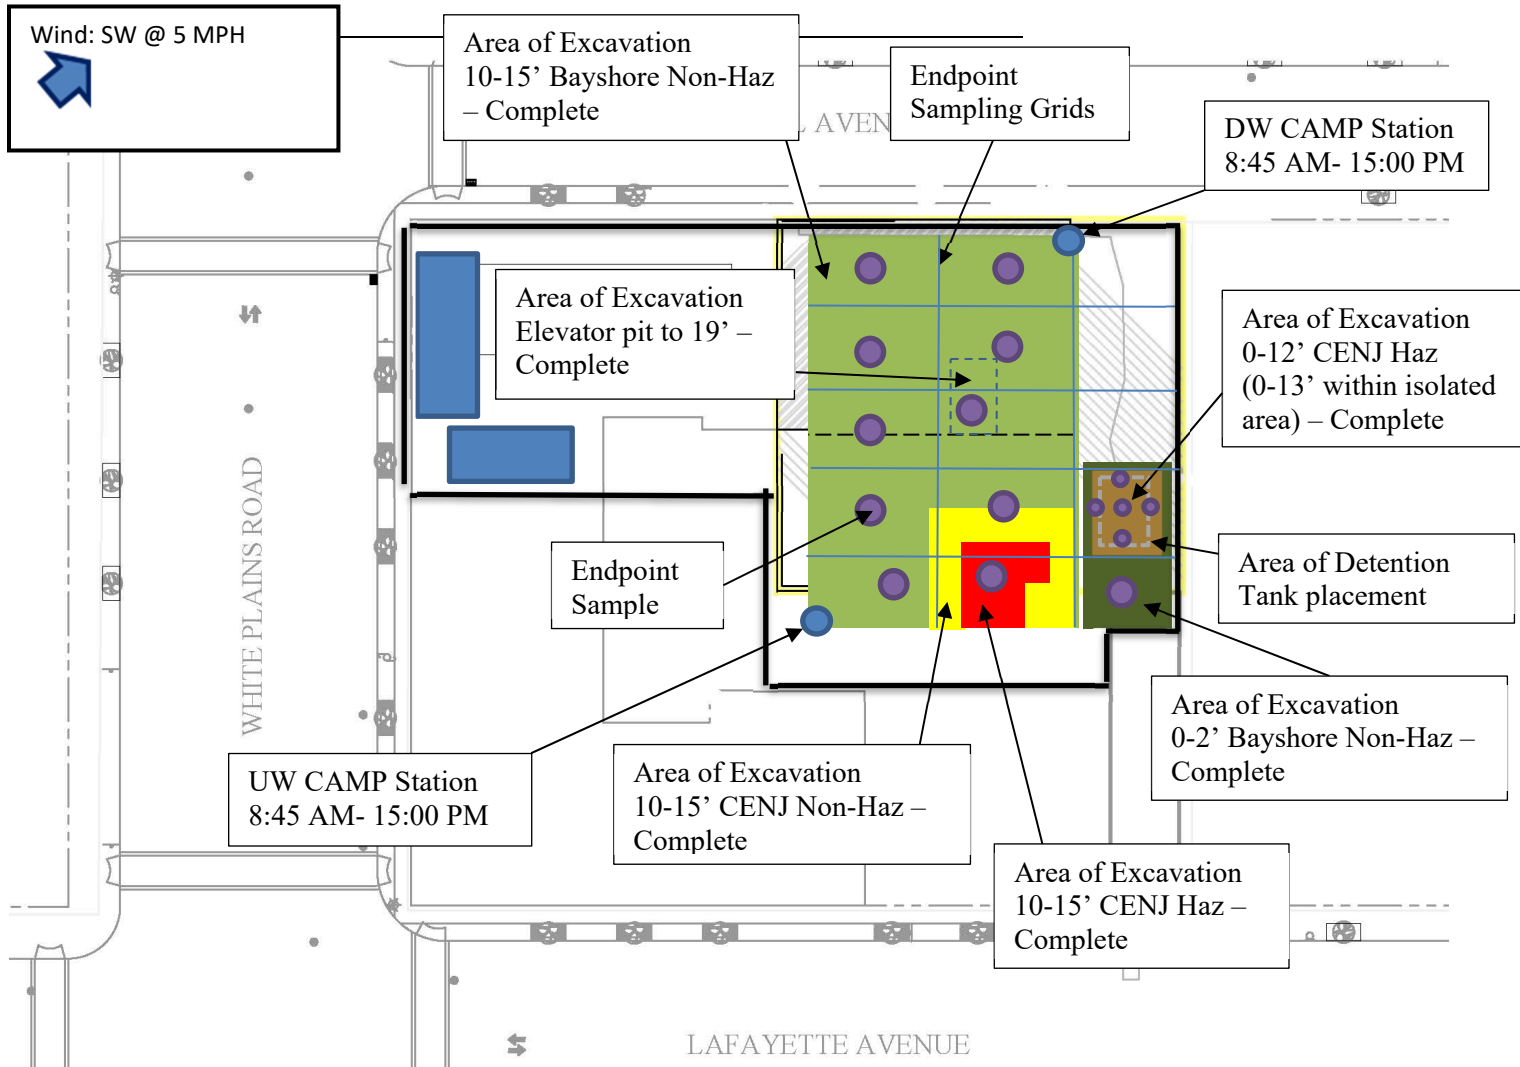 Wind: SW @ 5 MPH
Area of Excavation
10-15’ Bayshore Non-Haz
– Complete
Endpoint
Sampling Grids
AVEN
DW CAMP Station
8:45 AM- 15:00 PM
Area of Excavation
Elevator pit to 19’ –
Complete
Area of Excavation
0-12’ CENJ Haz
(0-13’ within isolated
area) – Complete
WHITE PLAINS ROAD
Endpoint
Sample
Area of Detention
Tank placement
Area of Excavation
0-2’ Bayshore Non-Haz –
Complete
UW CAMP Station
8:45 AM- 15:00 PM
Area of Excavation
10-15’ CENJ Non-Haz –
Complete
Area of Excavation
10-15’ CENJ Haz –
Complete
LAFAYETTE AVENUE